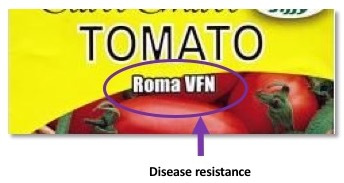 TOMATO
Roma VFN
Disease resistance